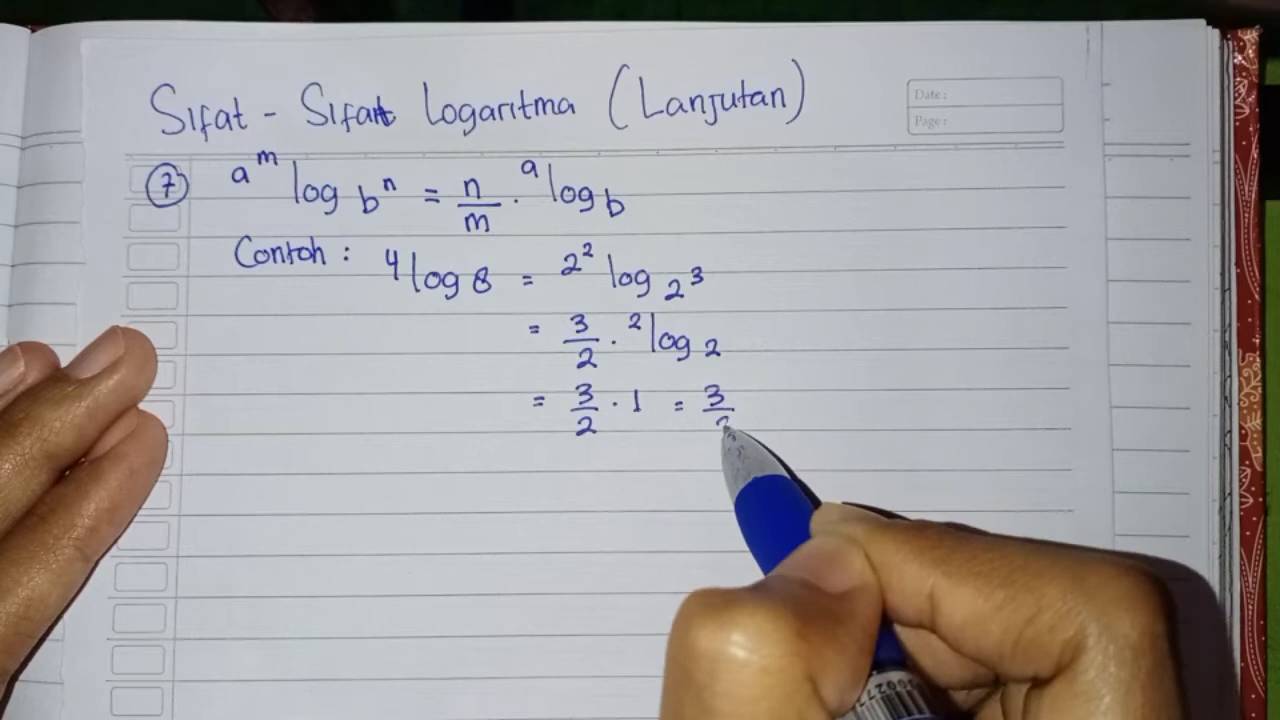 Sifat - Sifat Logaritma (Lanjutan)
Date:
Page:
⑦ a^m log b^n = n/m . ^a log b
Contoh : ^4 log 8 = 2^2 log 2^3
= 3/2 . ^2 log 2
= 3/2 . 1 = 3/2